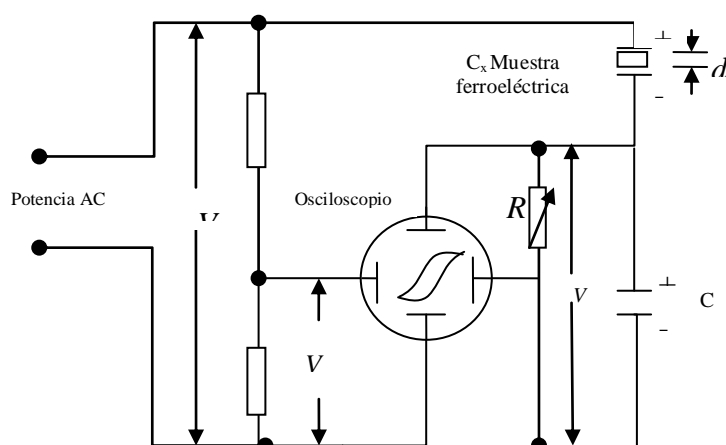 Cₓ Muestra
ferroeléctrica
d
Potencia AC
Osciloscopio
R
V
C
V